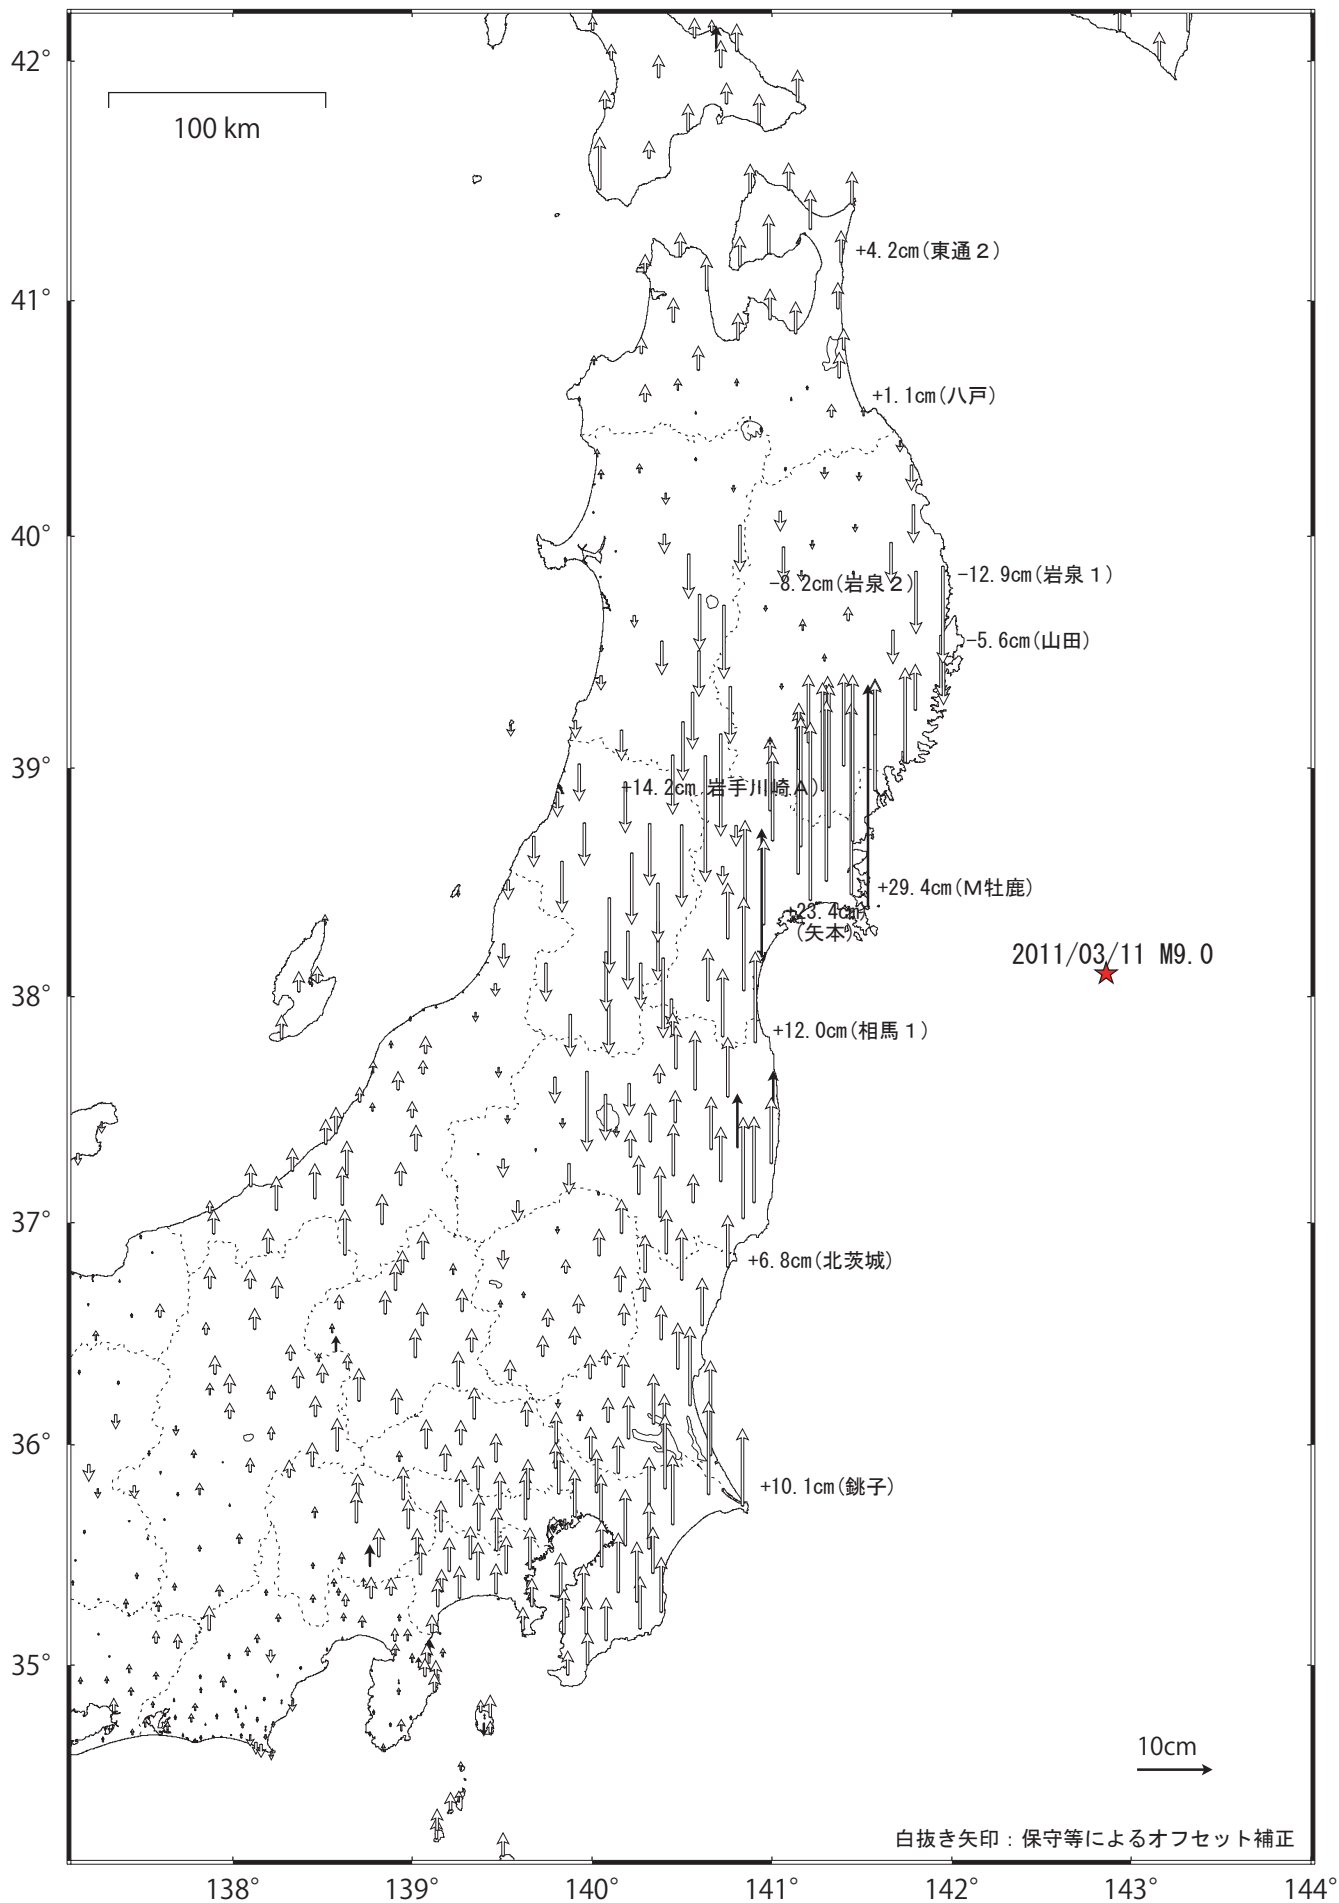 42°
100 km
+4.2cm(東通２)
41°
+1.1cm(八戸)
40°
-12.9cm(岩泉１)
-8.2cm(岩泉２)
-5.6cm(山田)
39°
+14.2cm 岩手川崎A)
+29.4cm(M牡鹿)
+23.4cm
(矢本)
2011/03/11 M9.0
38°
+12.0cm(相馬１)
37°
+6.8cm(北茨城)
36°
+10.1cm(銚子)
35°
10cm
白抜き矢印：保守等によるオフセット補正
138° 139° 140° 141° 142° 143° 144°